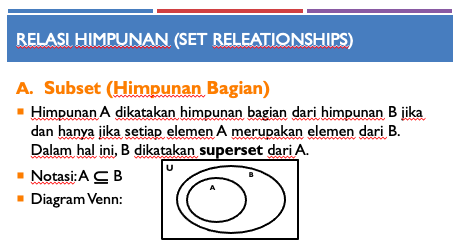 RELASI HIMPUNAN (SET RELEATIONSHIPS)
A. Subset (Himpunan Bagian)
Himpunan A dikatakan himpunan bagian dari himpunan B jika
dan hanya jika setiap elemen A merupakan elemen dari B.
Dalam hal ini, B dikatakan superset dari A.
Notasi: A ⊆ B
Diagram Venn:
U
B
A